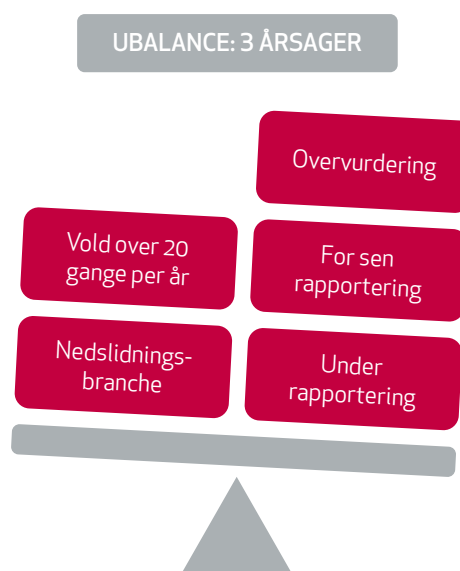 UBALANCE: 3 ÅRSAGER
Overvurdering
Vold over 20
gange per år
For sen
rapportering
Nedslidnings-
branche
Under
rapportering